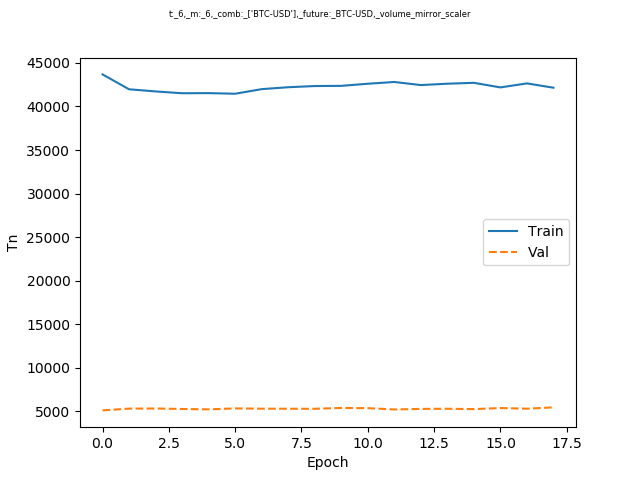 t:_6,_m:_6,_comb:_['BTC-USD'],_future:_BTC-USD,_volume_mirror_scaler
45000
40000
35000
30000
25000
20000
15000
10000
5000
Tn
Train
Val
0.0 2.5 5.0 7.5 10.0 12.5 15.0 17.5
Epoch